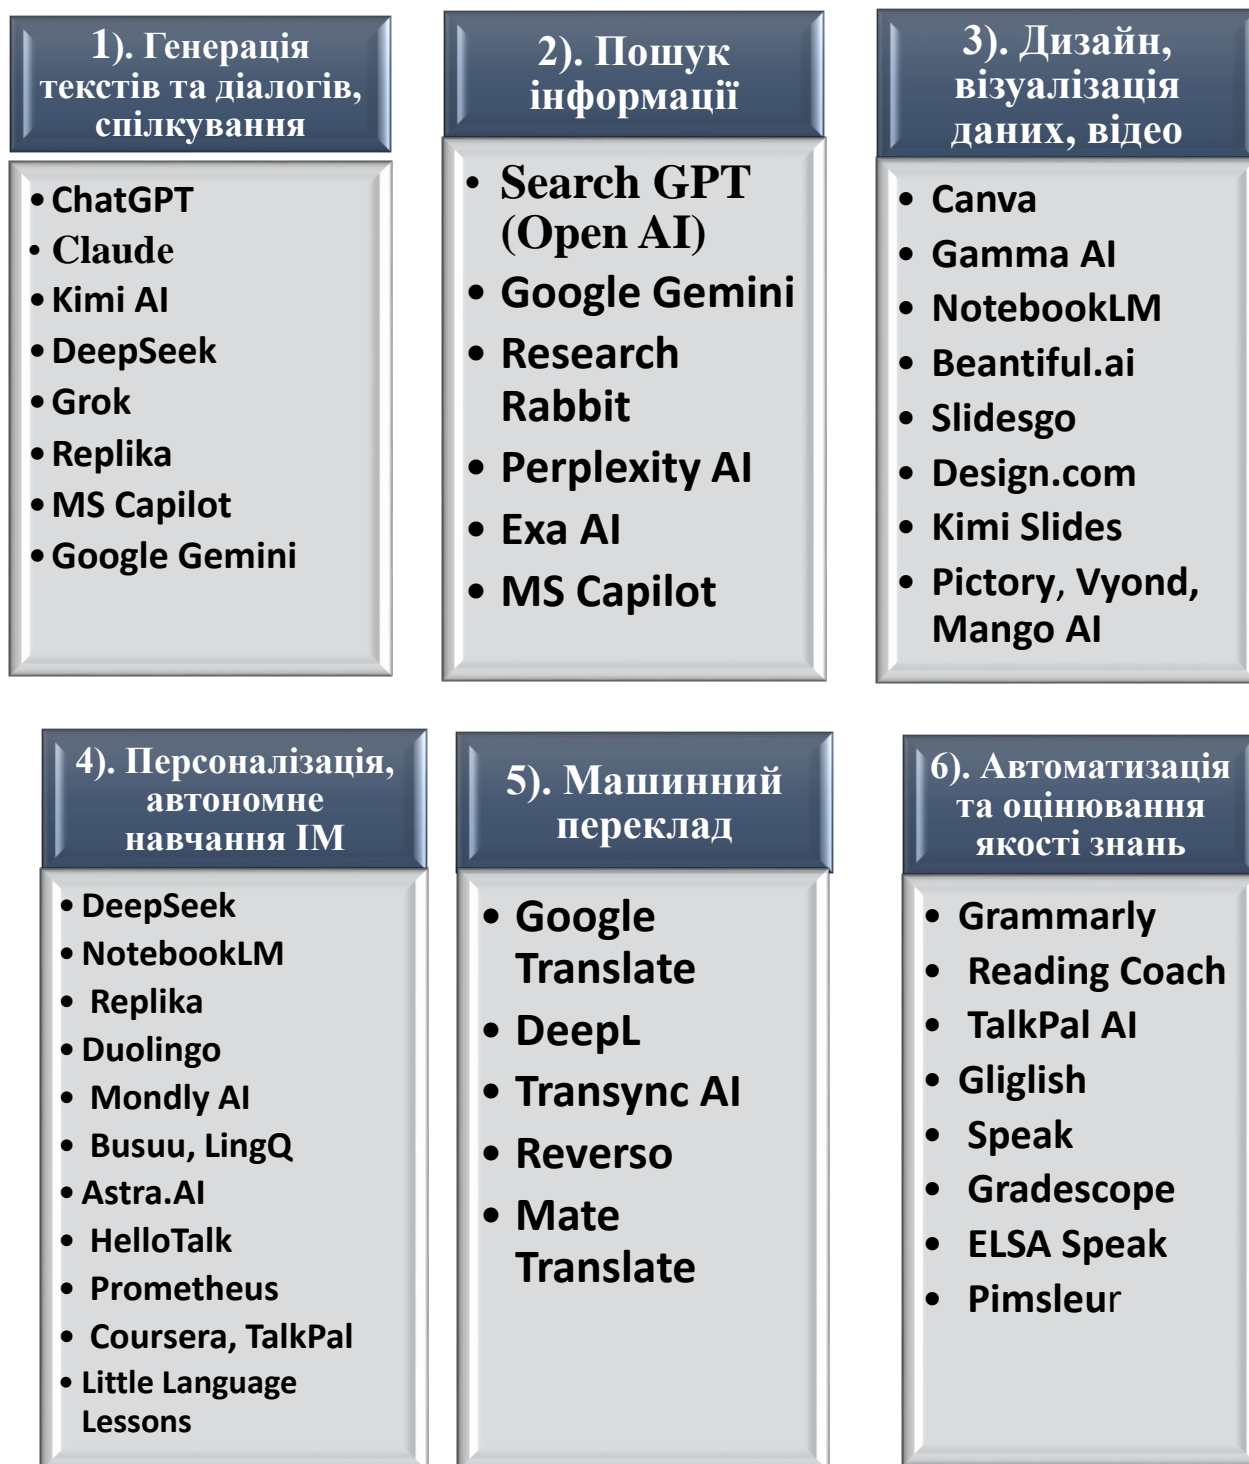 1). Генерація
текстів та діалогів,
спілкування
• ChatGPT
• Claude
• Kimi AI
• DeepSeek
• Grok
• Replika
• MS Capilot
• Google Gemini
2). Пошук
інформації
• Search GPT
(Open AI)
• Google Gemini
• Research
Rabbit
• Perplexity AI
• Exa AI
• MS Capilot
3). Дизайн,
візуалізація
даних, відео
• Canva
• Gamma AI
• NotebookLM
• Beantiful.ai
• Slidesgo
• Design.com
• Kimi Slides
• Pictory, Vyond,
Mango AI
4). Персоналізація,
автономне
навчання ІМ
• DeepSeek
• NotebookLM
• Replika
• Duolingo
• Mondly AI
• Busuu, LingQ
• Astra.AI
• HelloTalk
• Prometheus
• Coursera, TalkPal
• Little Language
Lessons
5). Машинний
переклад
• Google
Translate
• DeepL
• Transync AI
• Reverso
• Mate
Translate
6). Автоматизація
та оцінювання
якості знань
• Grammarly
• Reading Coach
• TalkPal AI
• Gliglish
• Speak
• Gradescope
• ELSA Speak
• Pimsleur